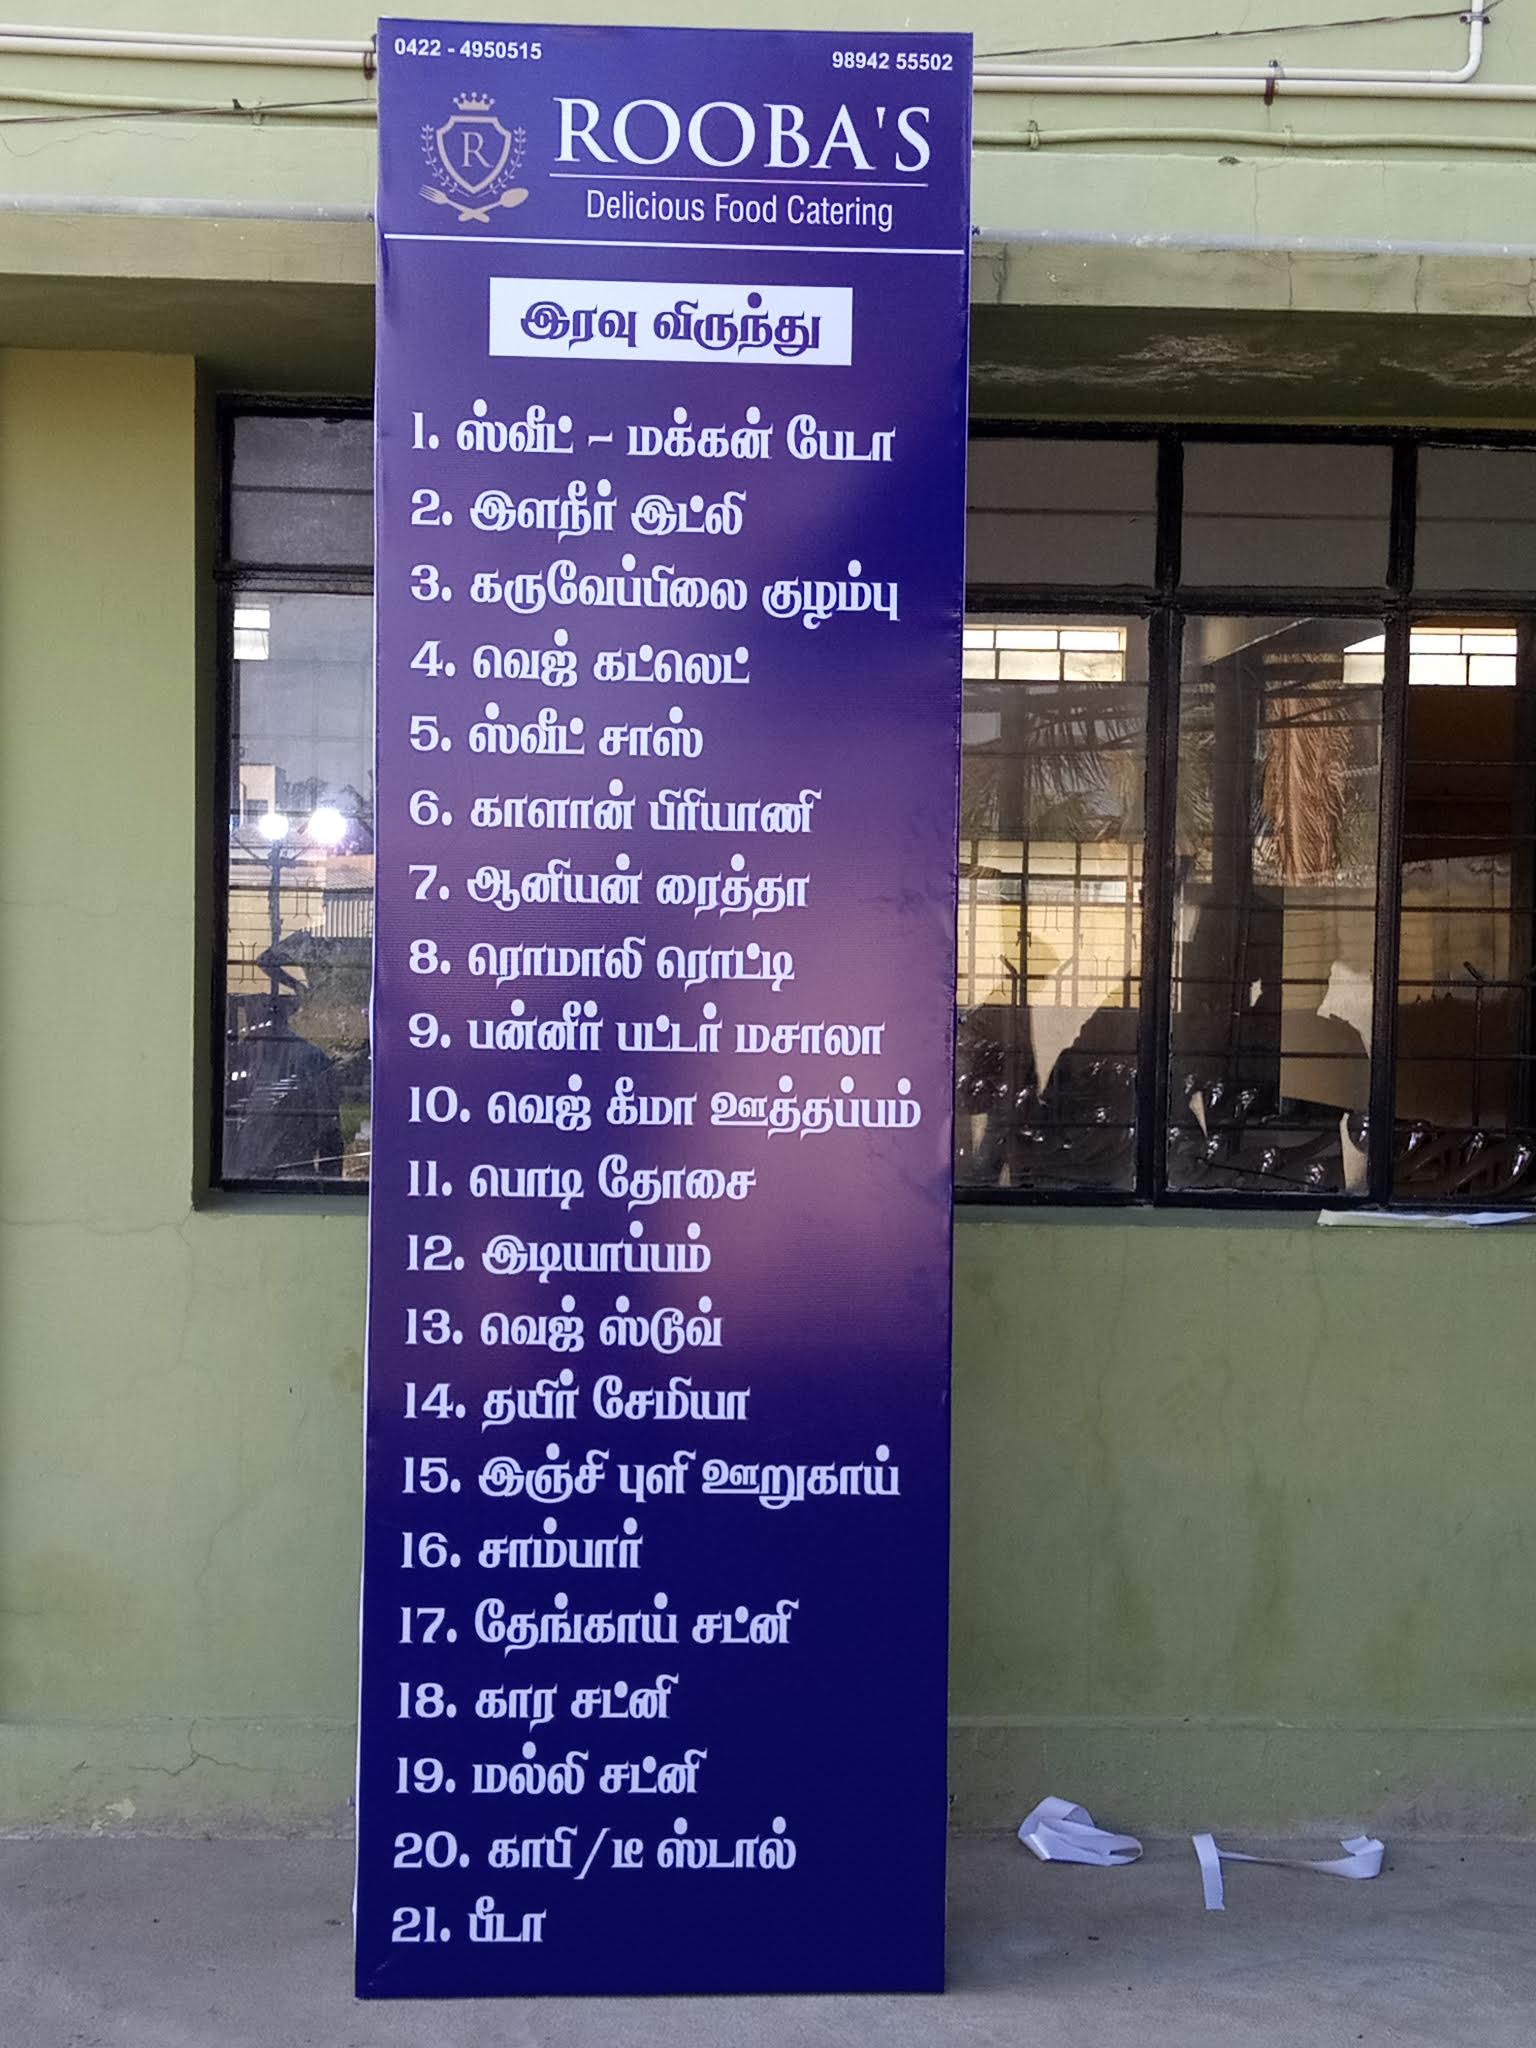 0422 - 4950515
98942 55502
R
ROOBA'S
Delicious Food Catering
இரவு விருந்து
1. ஸ்வீட் - மக்கன் பேடா
2. இளநீர் இட்லி
3. கருவேப்பிலை குழம்பு
4. வெஜ் கட்லெட்
5. ஸ்வீட் சாஸ்
6. காளான் பிரியாணி
7. ஆனியன் ரைத்தா
8. ரொமாலி ரொட்டி
9. பன்னீர் பட்டர் மசாலா
10. வெஜ் கீமா ஊத்தப்பம்
11. பொடி தோசை
12. இடியாப்பம்
13. வெஜ் ஸ்டூவ்
14. தயிர் சேமியா
15. இஞ்சி புளி ஊறுகாய்
16. சாம்பார்
17. தேங்காய் சட்னி
18. கார சட்னி
19. மல்லி சட்னி
20. காபி/டீ ஸ்டால்
21. பீடா